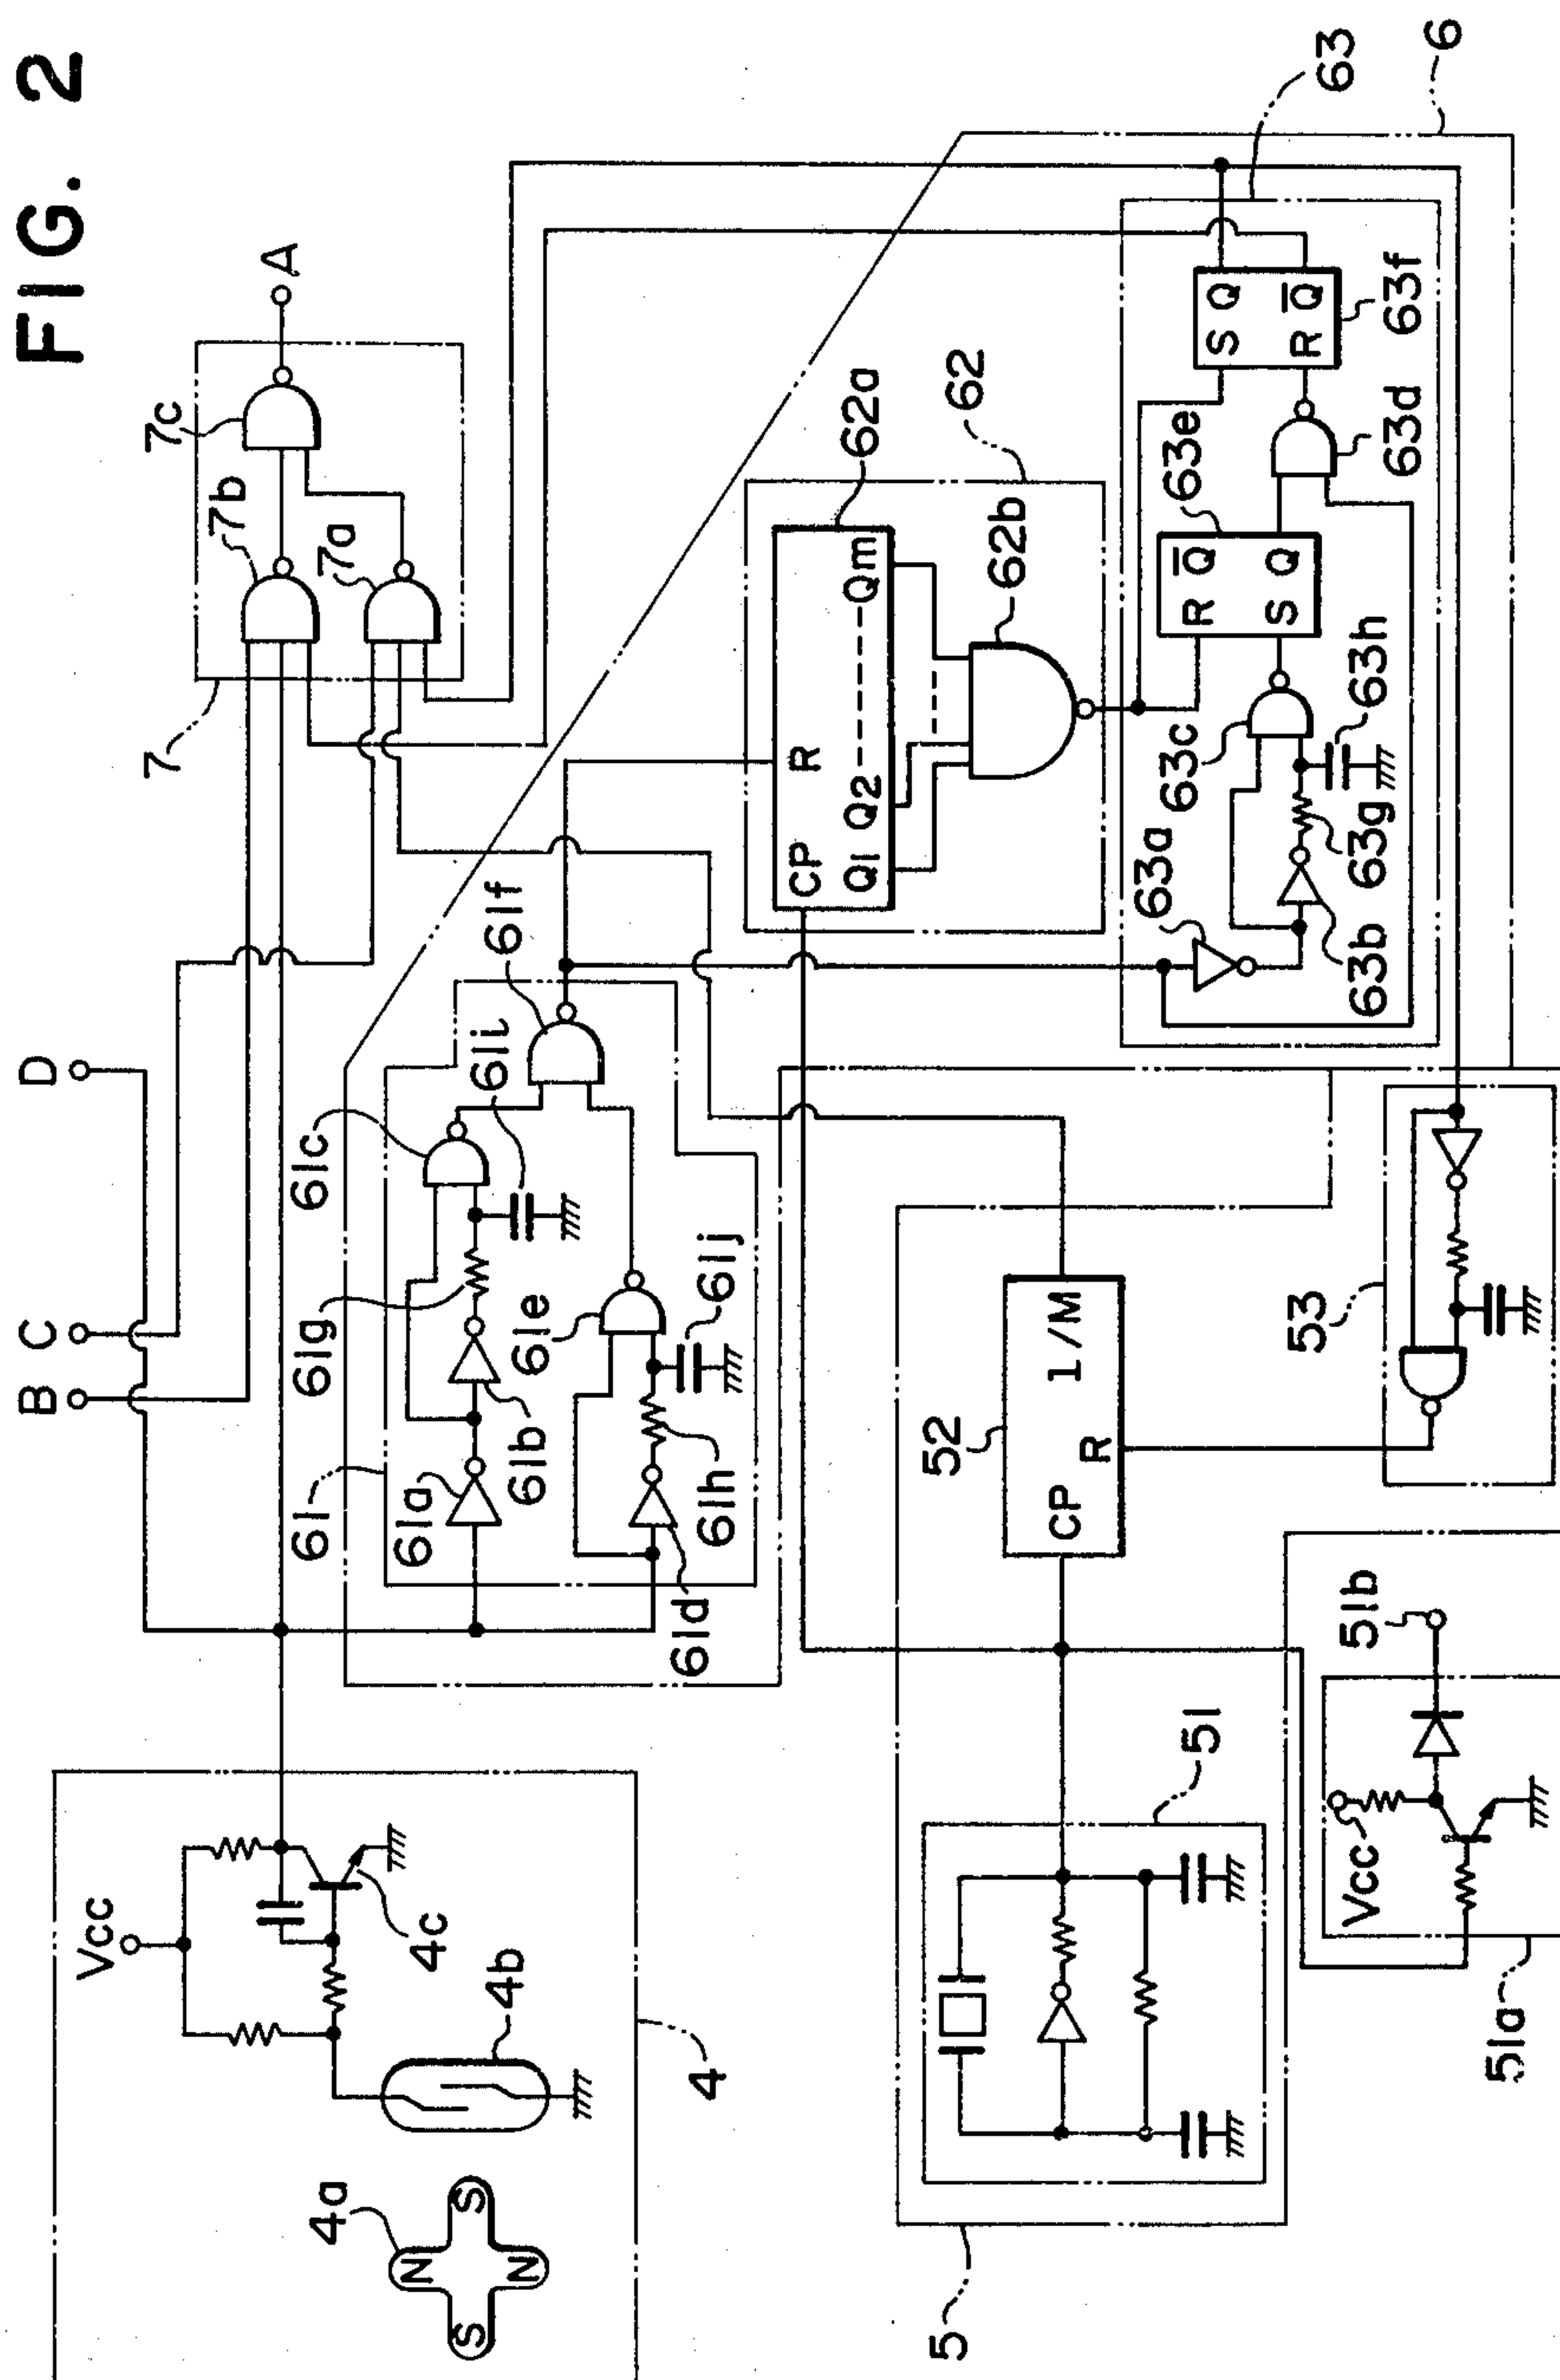 FIG. 2
A
B
C
D
7
7a
7b
7c
Vcc
4
4a
4b
4c
N
S
N
S
61
61a
61b
61c
61d
61e
61f
61g
61h
61i
61j
62
62a
62b
CP R
Q1 Q2 Qm
6
63
63a
63b
63c
63d
63e
63f
63g
63h
R Q̅
S Q
S Q
R Q̅
5
51
51a
51b
Vcc
52
CP 1/M
R
53